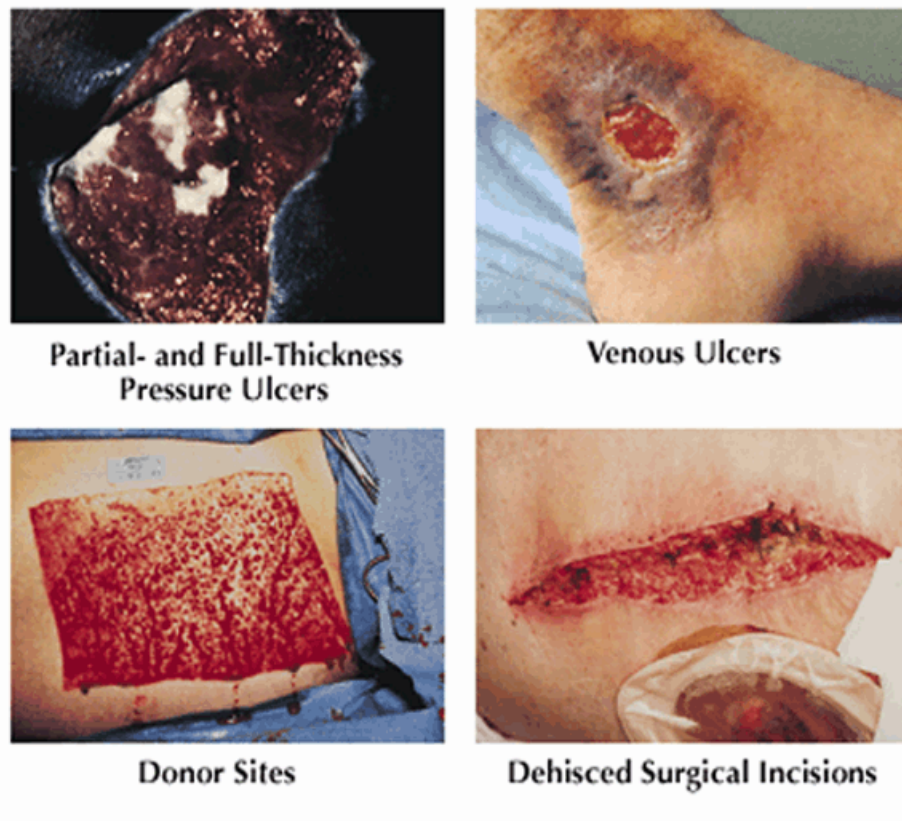 Partial- and Full-Thickness
Pressure Ulcers
Venous Ulcers
Donor Sites
Dehisced Surgical Incisions